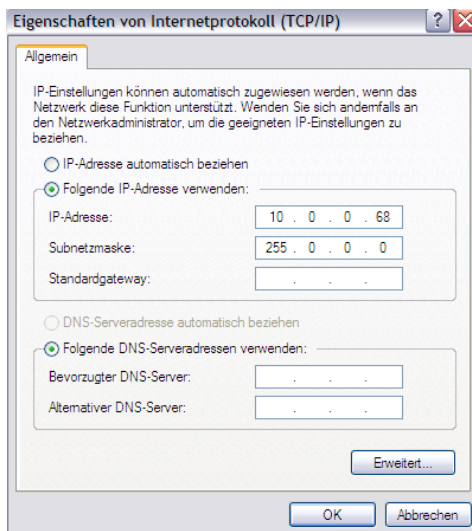 Eigenschaften von Internetprotokoll (TCP/IP)
Allgemein
IP-Einstellungen können automatisch zugewiesen werden, wenn das
Netzwerk diese Funktion unterstützt. Wenden Sie sich andernfalls an
den Netzwerkadministrator, um die geeigneten IP-Einstellungen zu
beziehen.
IP-Adresse automatisch beziehen
Folgende IP-Adresse verwenden:
IP-Adresse: 10 . 0 . 0 . 68
Subnetzmaske: 255 . 0 . 0 . 0
Standardgateway: . . .
DNS-Serveradresse automatisch beziehen
Folgende DNS-Serveradressen verwenden:
Bevorzugter DNS-Server: . . .
Alternativer DNS-Server: . . .
Erweitert...
OK Abbrechen